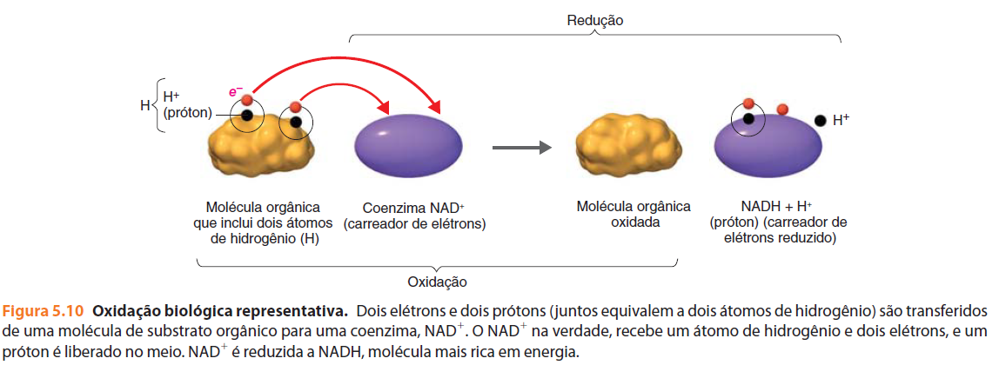 Redução
e–
H
H+
(próton)
H+
Molécula orgânica
que inclui dois átomos
de hidrogênio (H)
Coenzima NAD+
(carreador de elétrons)
Molécula orgânica
oxidada
NADH + H+
(próton) (carreador de
elétrons reduzido)
Oxidação
Figura 5.10 Oxidação biológica representativa. Dois elétrons e dois prótons (juntos equivalem a dois átomos de hidrogênio) são transferidos
de uma molécula de substrato orgânico para uma coenzima, NAD+. O NAD+ na verdade, recebe um átomo de hidrogênio e dois elétrons, e um
próton é liberado no meio. NAD+ é reduzida a NADH, molécula mais rica em energia.